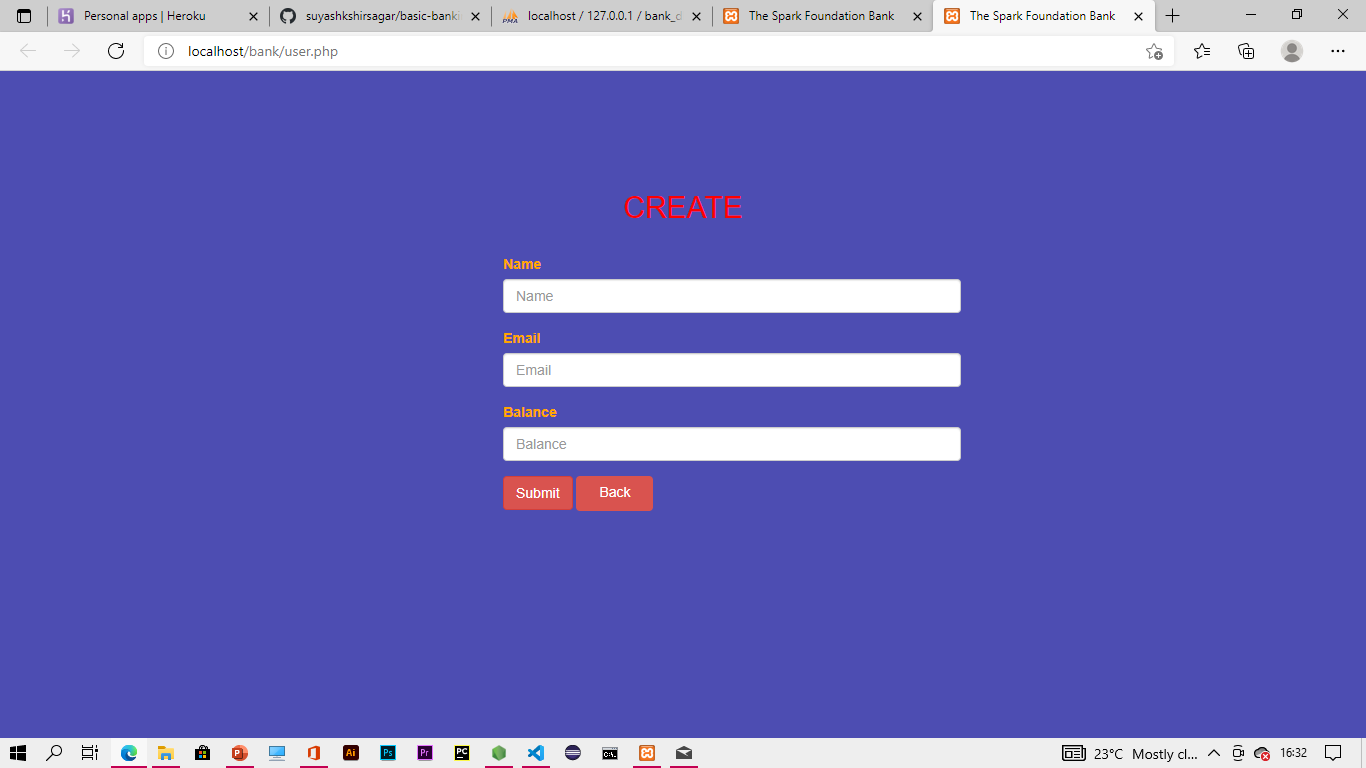 Personal apps | Heroku
suyashkshirsagar/basic-banki
localhost / 127.0.0.1 / bank_d
The Spark Foundation Bank
The Spark Foundation Bank
localhost/bank/user.php
CREATE
Name
Name
Email
Email
Balance
Balance
Submit Back
23°C Mostly cl... 16:32